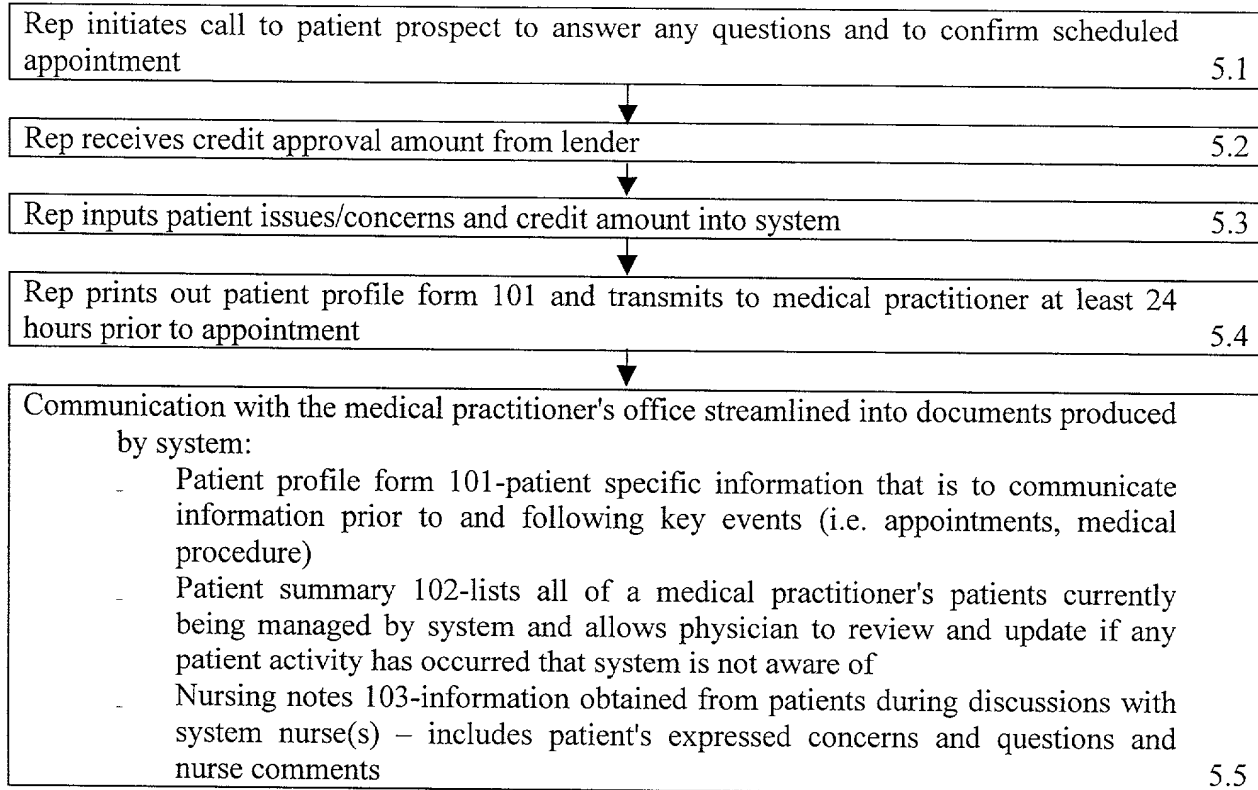 Rep initiates call to patient prospect to answer any questions and to confirm scheduled
appointment
5.1
Rep receives credit approval amount from lender
5.2
Rep inputs patient issues/concerns and credit amount into system
5.3
Rep prints out patient profile form 101 and transmits to medical practitioner at least 24
hours prior to appointment
5.4
Communication with the medical practitioner's office streamlined into documents produced
by system:
- Patient profile form 101-patient specific information that is to communicate
information prior to and following key events (i.e. appointments, medical
procedure)
- Patient summary 102-lists all of a medical practitioner's patients currently
being managed by system and allows physician to review and update if any
patient activity has occurred that system is not aware of
- Nursing notes 103-information obtained from patients during discussions with
system nurse(s) – includes patient's expressed concerns and questions and
nurse comments
5.5